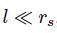 l ≪ r_s.